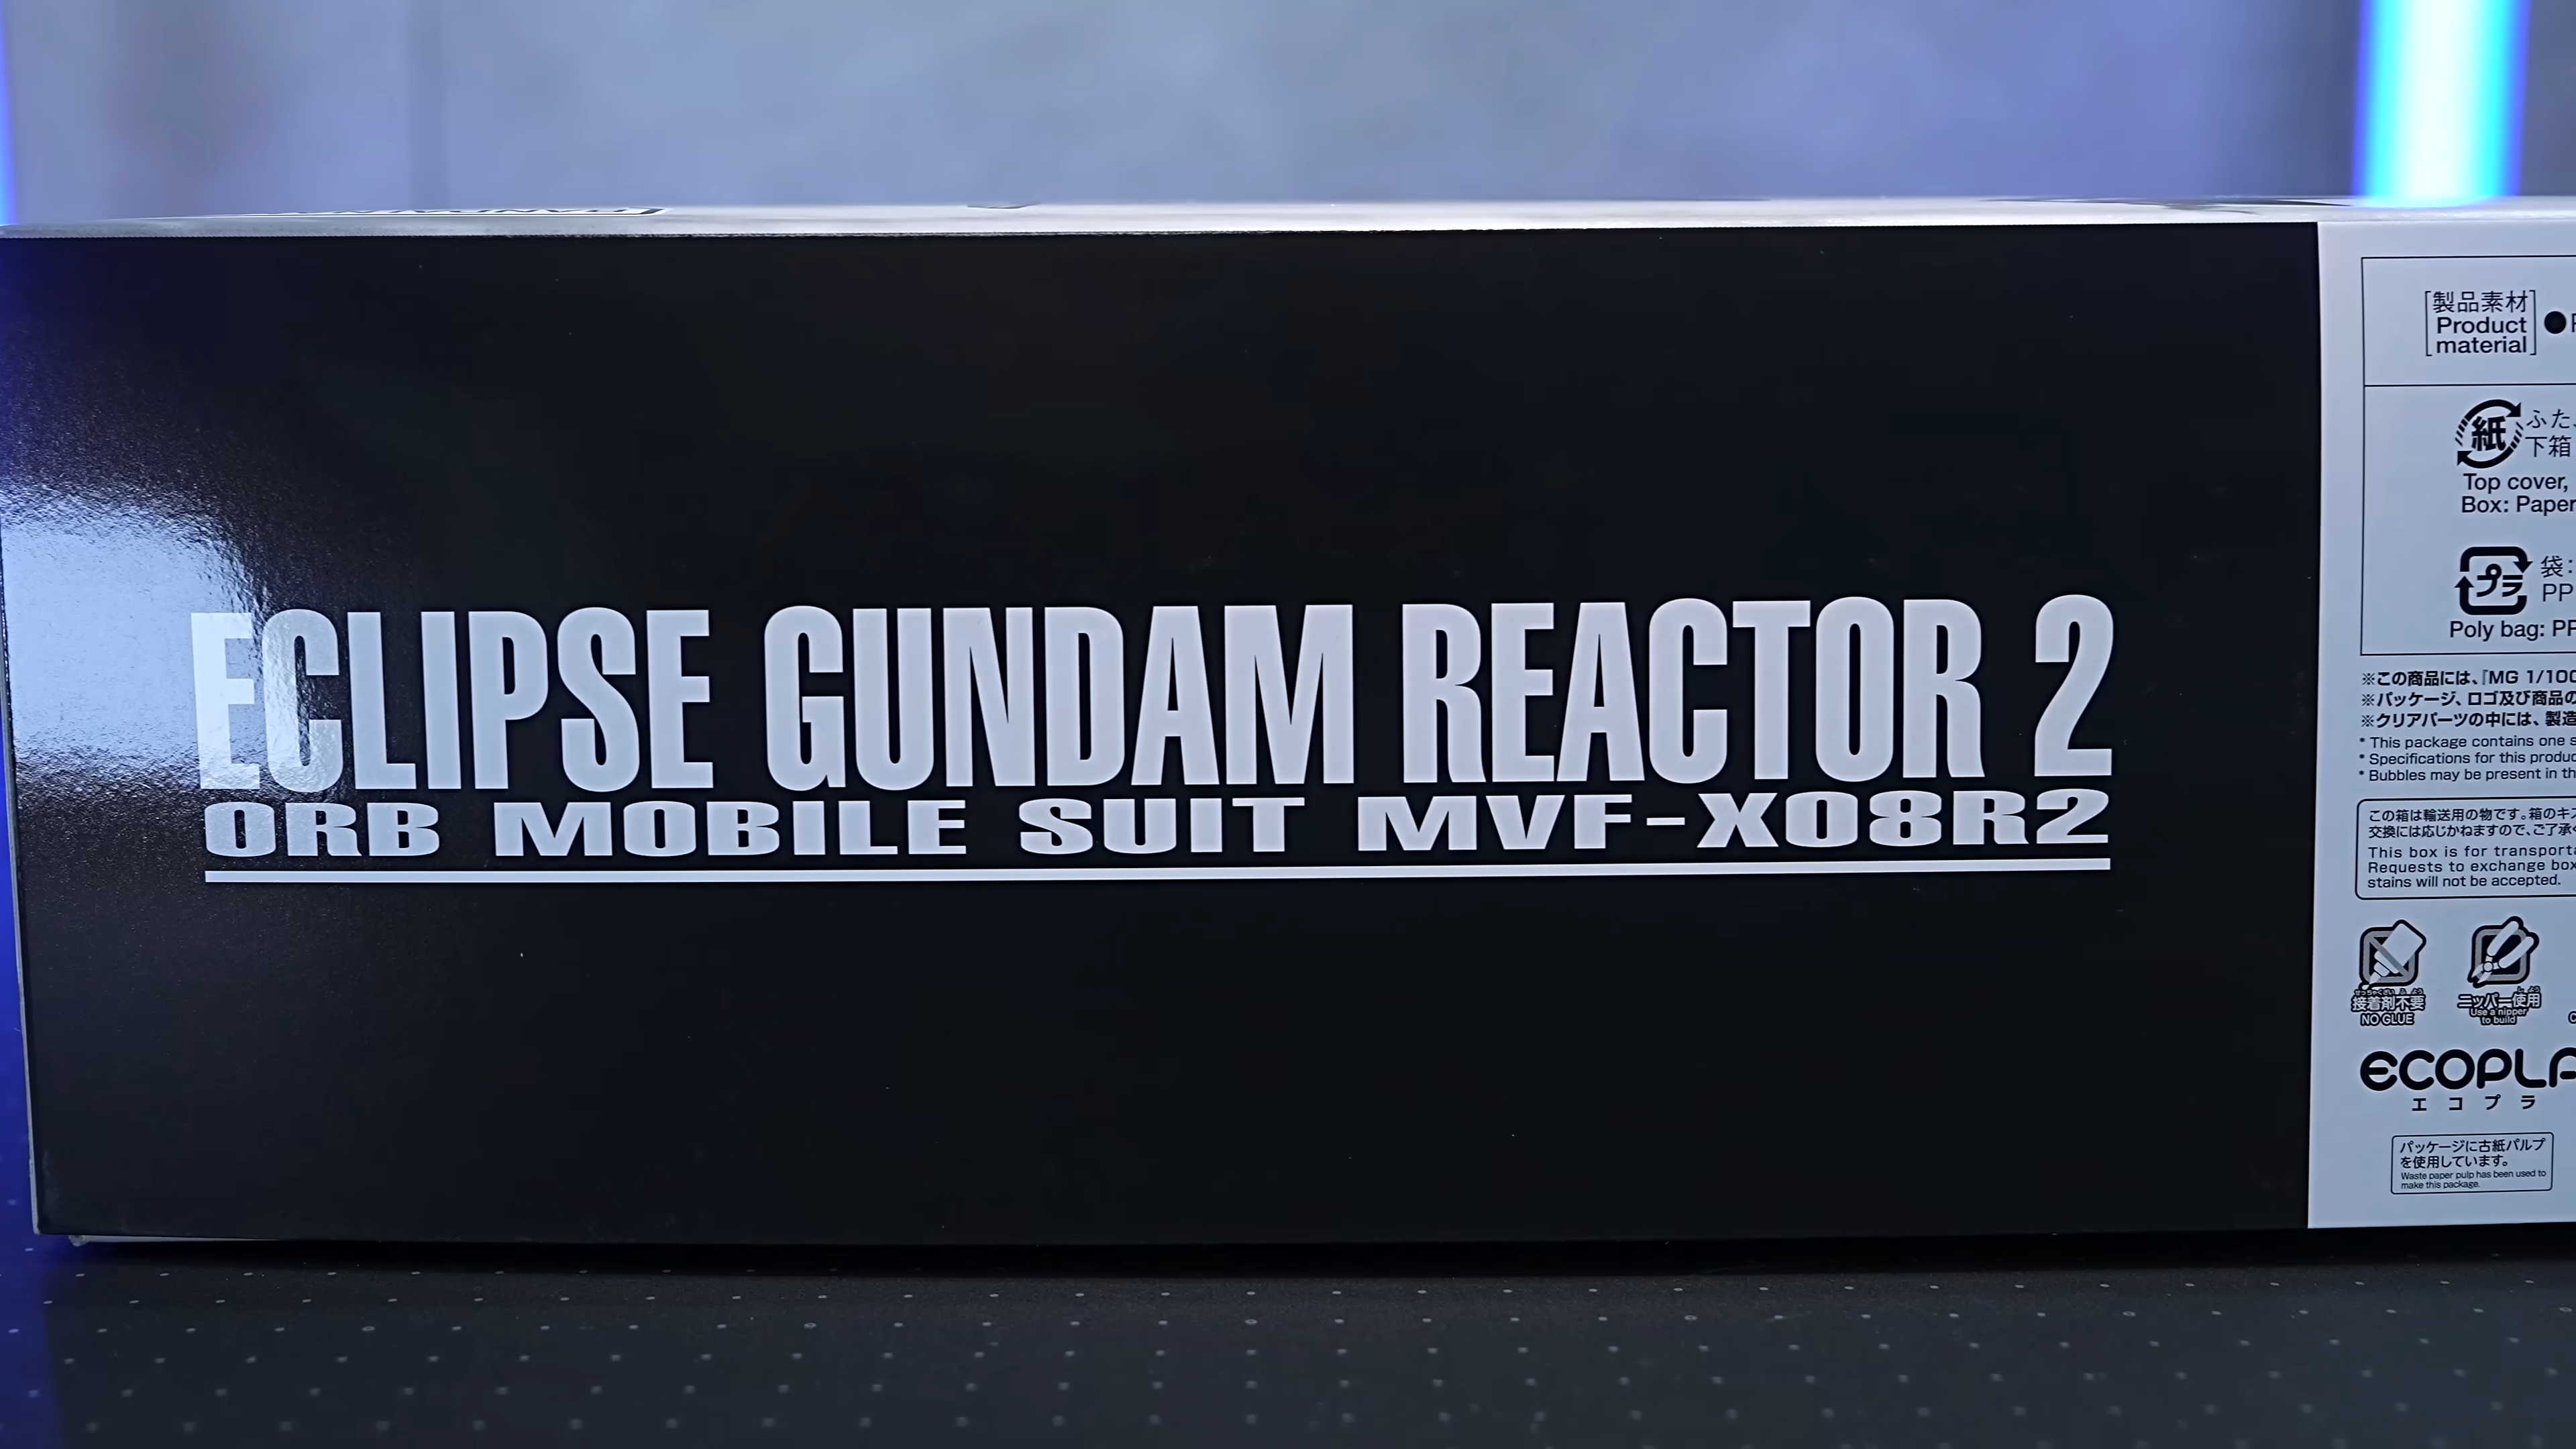 ECLIPSE GUNDAM REACTOR 2
ORB MOBILE SUIT MVF-X08R2
[製品素材
Product
material]
紙
ふた、
下箱
Top cover,
Box: Paper
プラ
袋:
PP
Poly bag: PP
※この商品には、『MG 1/100
※パッケージ、ロゴ及び商品の
※クリアパーツの中には、製造
* This package contains one
* Specifications for this
* Bubbles may be present in
この箱は輸送用の物です。箱のキズ
交換には応じかねますので、ご了承
This box is for
Requests to exchange
stains will not be accepted.
接着剤不要
NO GLUE
ニッパー使用
Use a nipper
to build
ECOPLA
エコプラ
パッケージに古紙パルプ
を使用しています。
Waste paper pulp has been used to
make this package.